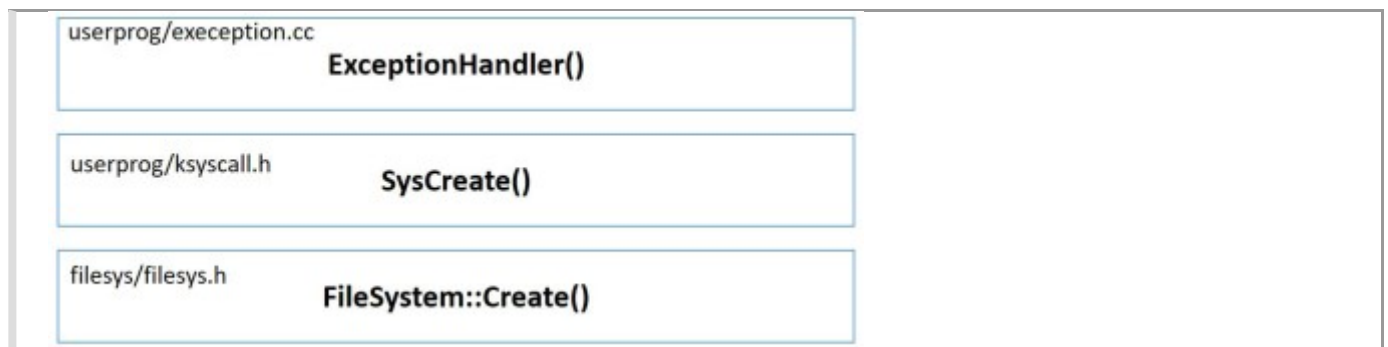 userprog/exeception.cc
ExceptionHandler()
userprog/ksyscall.h
SysCreate()
filesys/filesys.h
FileSystem::Create()